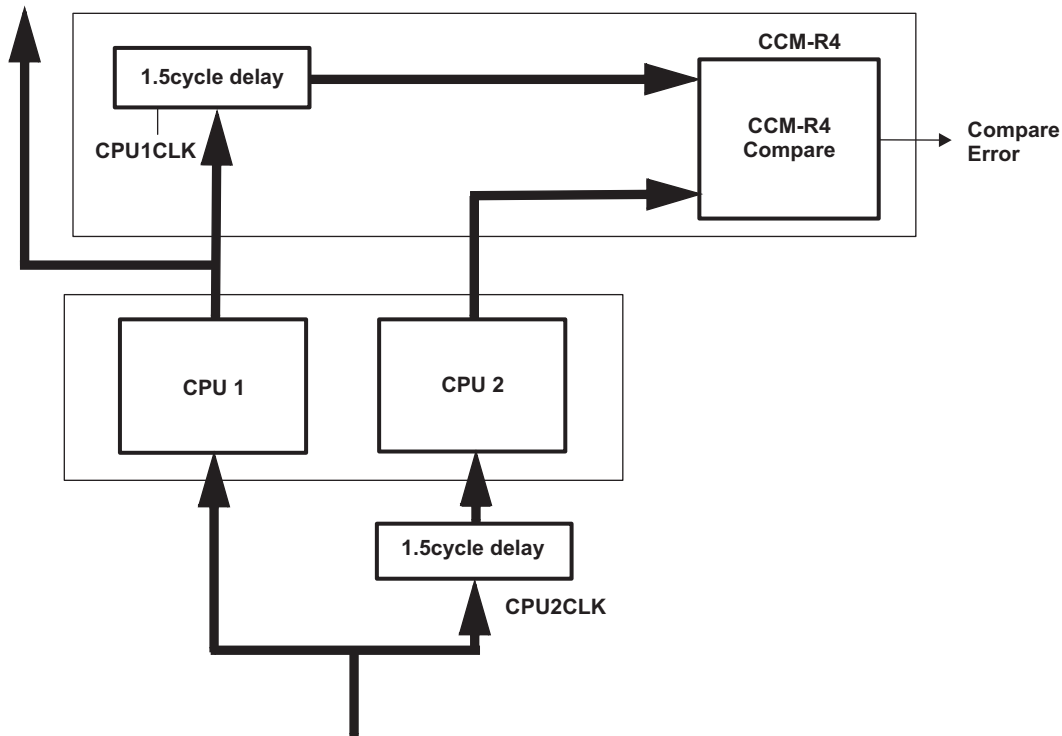 CCM-R4
1.5cycle delay
CPU1CLK
CCM-R4
Compare
Compare
Error
CPU 1
CPU 2
1.5cycle delay
CPU2CLK